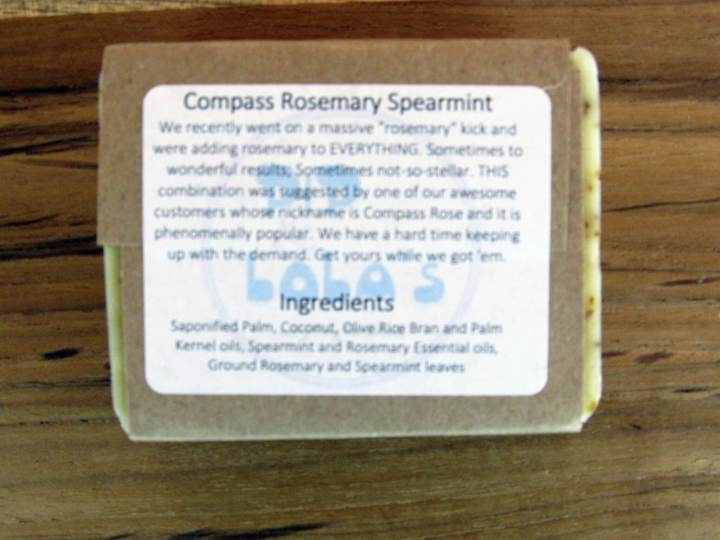 Compass Rosemary Spearmint
We recently went on a massive "rosemary" kick and
were adding rosemary to EVERYTHING. Sometimes to
wonderful results; Sometimes not-so-stellar. THIS
combination was suggested by one of our awesome
customers whose nickname is Compass Rose and it is
phenomenally popular. We have a hard time keeping
up with the demand. Get yours while we got 'em.
LaLa's
Ingredients
Saponified Palm, Coconut, Olive Rice Bran and Palm
Kernel oils, Spearmint and Rosemary Essential oils,
Ground Rosemary and Spearmint leaves